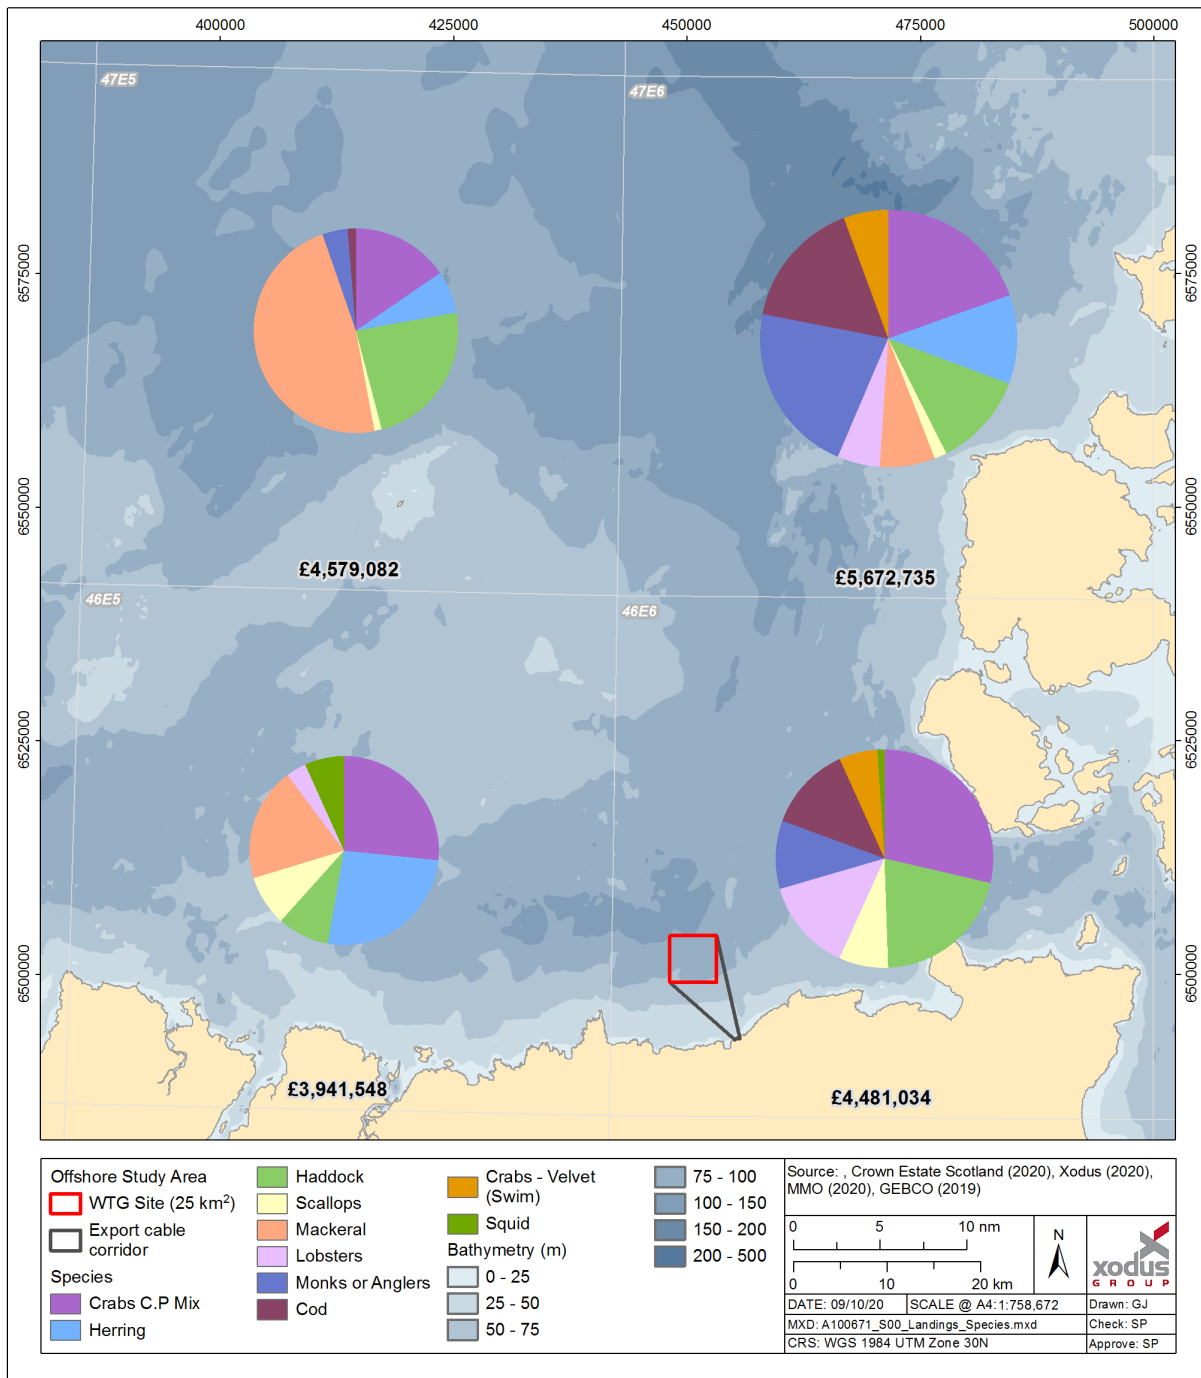 400000 425000 450000 475000 500000
47E5
47E6
6575000 6575000
6550000 6550000
£4,579,082
£5,672,735
46E5
46E6
6525000 6525000
6500000 6500000
£3,941,548
£4,481,034
Offshore Study Area
WTG Site (25 km²)
Export cable
corridor
Species
Crabs C.P Mix
Herring
Haddock
Scallops
Mackeral
Lobsters
Monks or Anglers
Cod
Crabs - Velvet
(Swim)
Squid
Bathymetry (m)
0 - 25
25 - 50
50 - 75
75 - 100
100 - 150
150 - 200
200 - 500
Source: , Crown Estate Scotland (2020), Xodus (2020),
MMO (2020), GEBCO (2019)
0 5 10 nm
0 10 20 km
N
xodus
GROUP
DATE: 09/10/20 SCALE @ A4:1:758,672 Drawn: GJ
MXD: A100671_S00_Landings_Species.mxd Check: SP
CRS: WGS 1984 UTM Zone 30N Approve: SP